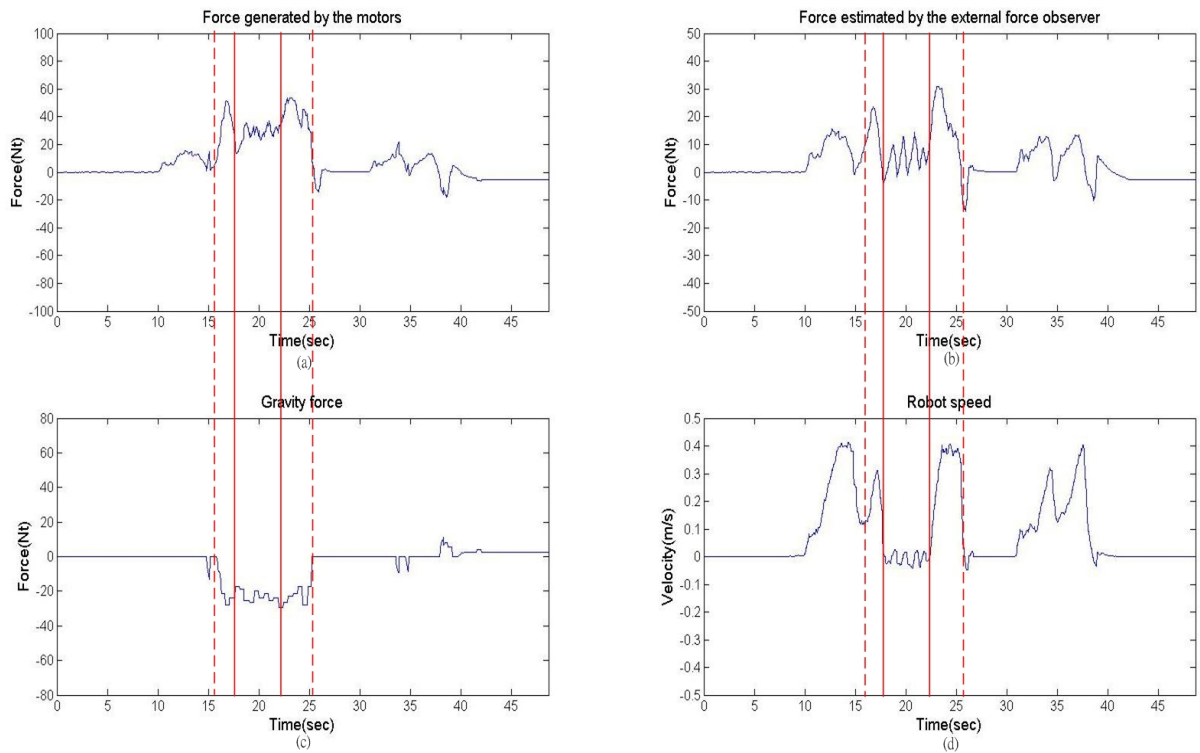 Force generated by the motors
100
80
60
40
20
0
-20
-40
-60
-80
-100
Force(Nt)
0 5 10 15 20 25 30 35 40 45
Time(sec)
(a)
Force estimated by the external force observer
50
40
30
20
10
0
-10
-20
-30
-40
-50
Force(Nt)
0 5 10 15 20 25 30 35 40 45
Time(sec)
(b)
Gravity force
80
60
40
20
0
-20
-40
-60
-80
Force(Nt)
0 5 10 15 20 25 30 35 40 45
Time(sec)
(c)
Robot speed
0.5
0.4
0.3
0.2
0.1
0
-0.1
-0.2
-0.3
-0.4
-0.5
Velocity(m/s)
0 5 10 15 20 25 30 35 40 45
Time(sec)
(d)